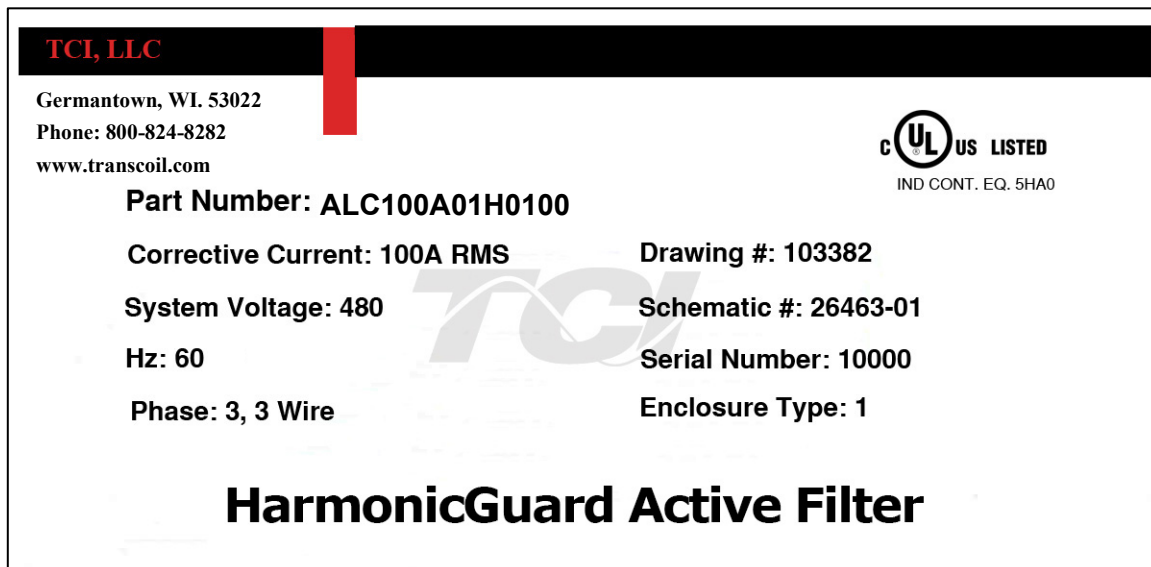 TCI, LLC
Germantown, WI. 53022
Phone: 800-824-8282
www.transcoil.com
C UL® US LISTED
IND CONT. EQ. 5HA0
Part Number: ALC100A01H0100
Corrective Current: 100A RMS
Drawing #: 103382
System Voltage: 480
Schematic #: 26463-01
Hz: 60
Serial Number: 10000
Phase: 3, 3 Wire
Enclosure Type: 1
TCI
HarmonicGuard Active Filter